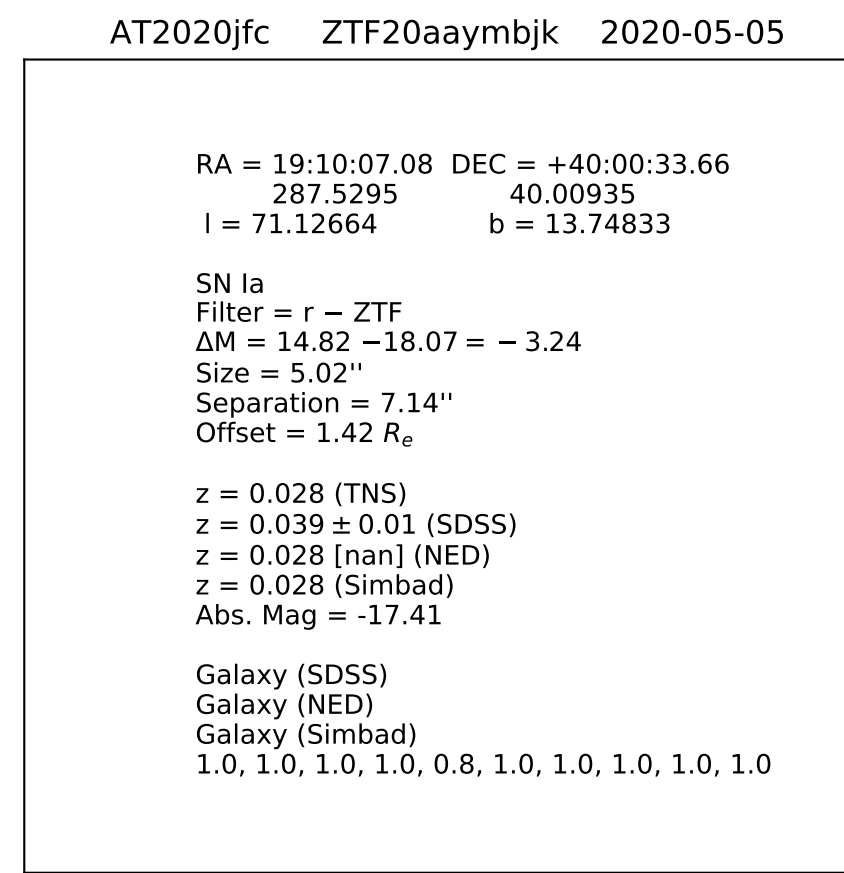 AT2020jfc ZTF20aaymbjk 2020-05-05
RA = 19:10:07.08 DEC = +40:00:33.66
287.5295 40.00935
l = 71.12664 b = 13.74833
SN Ia
Filter = r − ZTF
ΔM = 14.82 −18.07 = − 3.24
Size = 5.02''
Separation = 7.14''
Offset = 1.42 Re
z = 0.028 (TNS)
z = 0.039 ± 0.01 (SDSS)
z = 0.028 [nan] (NED)
z = 0.028 (Simbad)
Abs. Mag = -17.41
Galaxy (SDSS)
Galaxy (NED)
Galaxy (Simbad)
1.0, 1.0, 1.0, 1.0, 0.8, 1.0, 1.0, 1.0, 1.0, 1.0